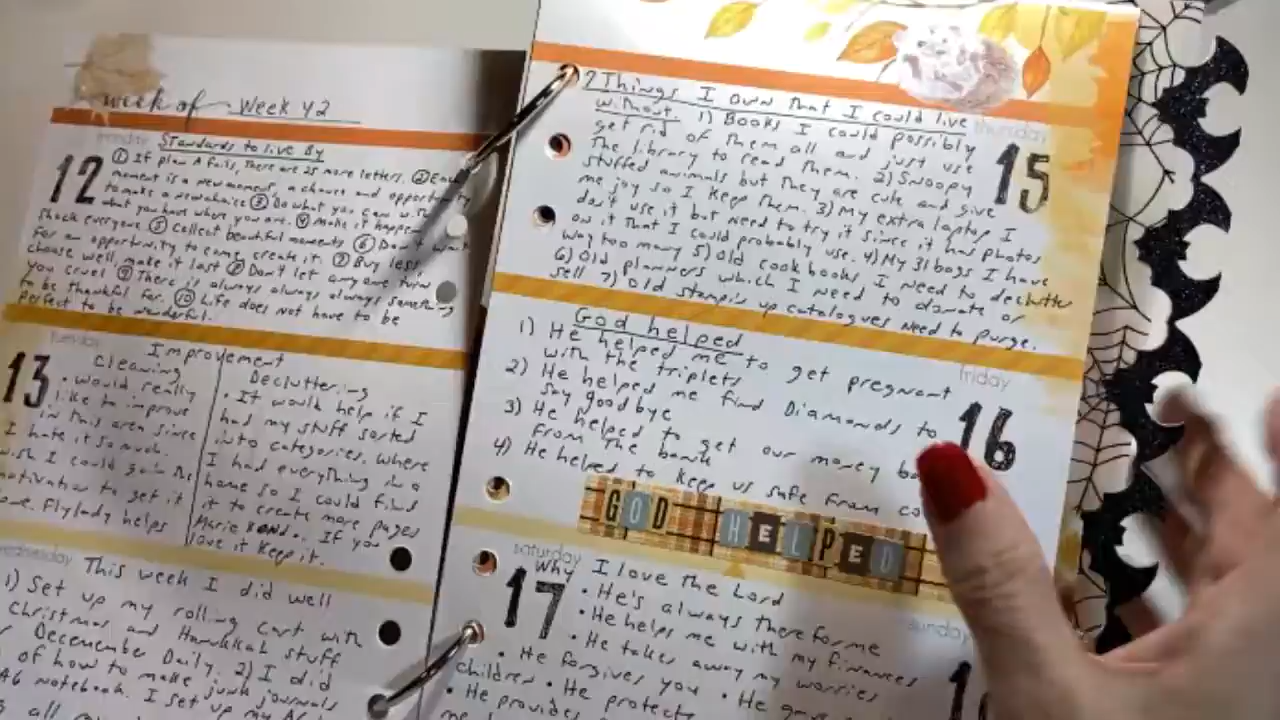 week of Week 42
monday
Standards to live By
12
① If plan A fails, there are 25 more letters. ② Each
moment is a new moment, a chance and opportunity
to make a new choice ③ Do what you can with
what you have where you are. ④ Make it happen
shock everyone. ⑤ Collect beautiful moments ⑥ Don't wait
for an opportunity to come, create it. ⑦ Buy less
choose well, make it last ⑧ Don't let anyone turn
you cruel ⑨ There is always always always something
to be thankful for. ⑩ Life does not have to be
perfect to be wonderful.
tuesday
13
Improvement
Cleaning
• would really
like to improve
in this area since
I hate it so much.
wish I could gain the
motivation to get it
Flylady helps
Decluttering
• It would help if I
had my stuff sorted
into categories. Where
I had everything in a
home so I could find
it to create more pages
Marie KonDo. If you
love it keep it.
wednesday
This week I did well
1) Set up my rolling cart with
Christmas and Hanukkah stuff
December Daily. 2) I did
of how to make junk journals
A6 notebook. I set up my
all
7 Things I own that I could live
without. 1) Books I could possibly
get rid of them all and just use
the library to read them. 2) Snoopy
stuffed animals but they are cute and give
me joy so I keep them. 3) My extra laptop I
don't use it but need to try it since it has photos
on it that I could probably use. 4) My 31 bags I have
way too many 5) old cookbooks I need to declutter
6) Old planners which I need to donate or
sell 7) Old stampin up catalogues need to purge.
thursday
15
God helped
1) He helped me to get pregnant
with the triplets
2) He helped me find Diamonds to
say goodbye
3) He helped to get our money
from the bank
4) He helped to keep us safe from
friday
16
GOD HELPED
saturday
17
Why I love the Lord
• He's always there for me
• He helps me with my finances
• He takes away my worries
• He forgives you
children • He protects
• He provides
sunday